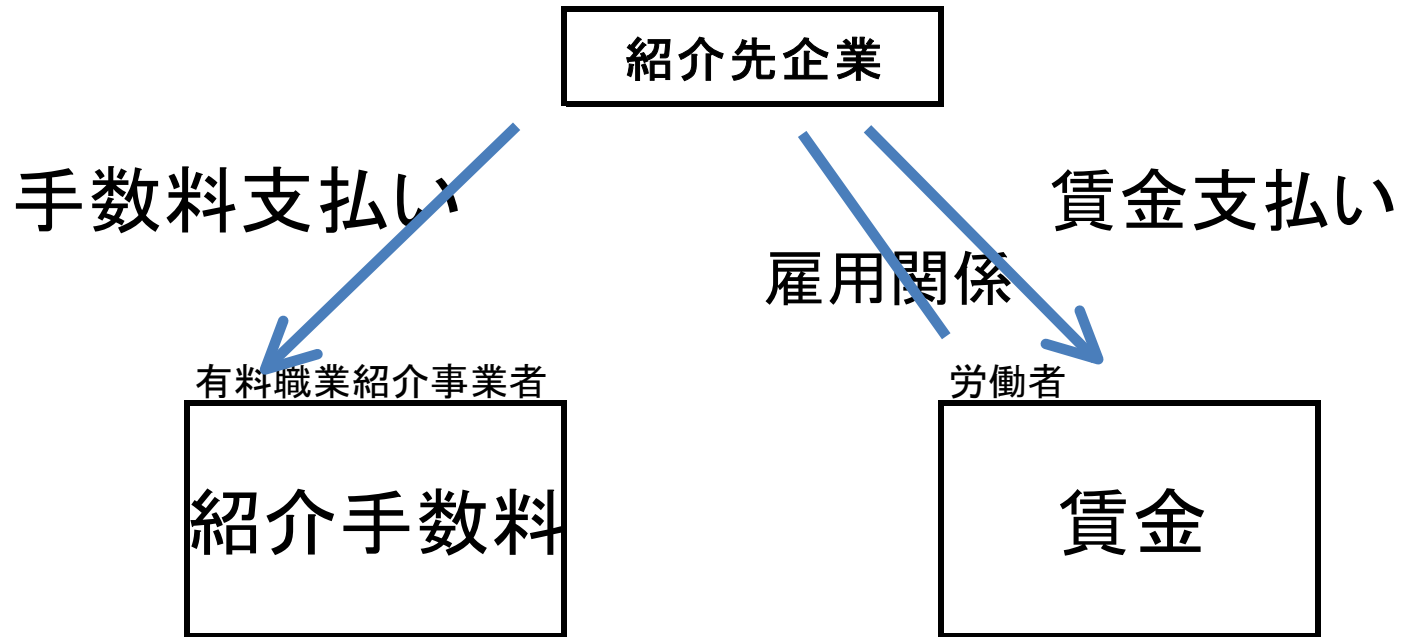 紹介先企業
手数料支払い
賃金支払い
雇用関係
有料職業紹介事業者
労働者
紹介手数料
賃金